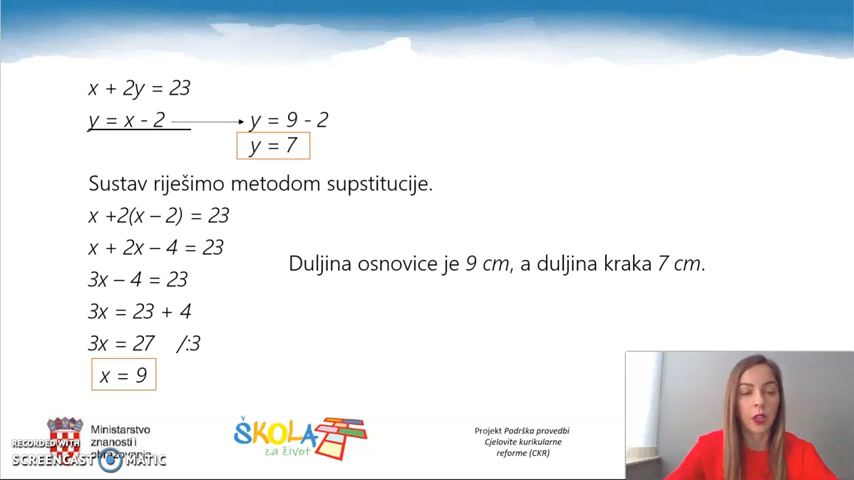 x + 2y = 23
y = x - 2
y = 9 - 2
y = 7
Sustav riješimo metodom supstitucije.
x +2(x – 2) = 23
x + 2x – 4 = 23
3x – 4 = 23
3x = 23 + 4
3x = 27 /:3
x = 9
Duljina osnovice je 9 cm, a duljina kraka 7 cm.
Ministarstvo
znanosti i
obrazovanja
RECORDED WITH
SCREENCAST MATIC
ŠKOLA
za život
Projekt Podrška provedbi
Cjelovite kurikularne
reforme (CKR)